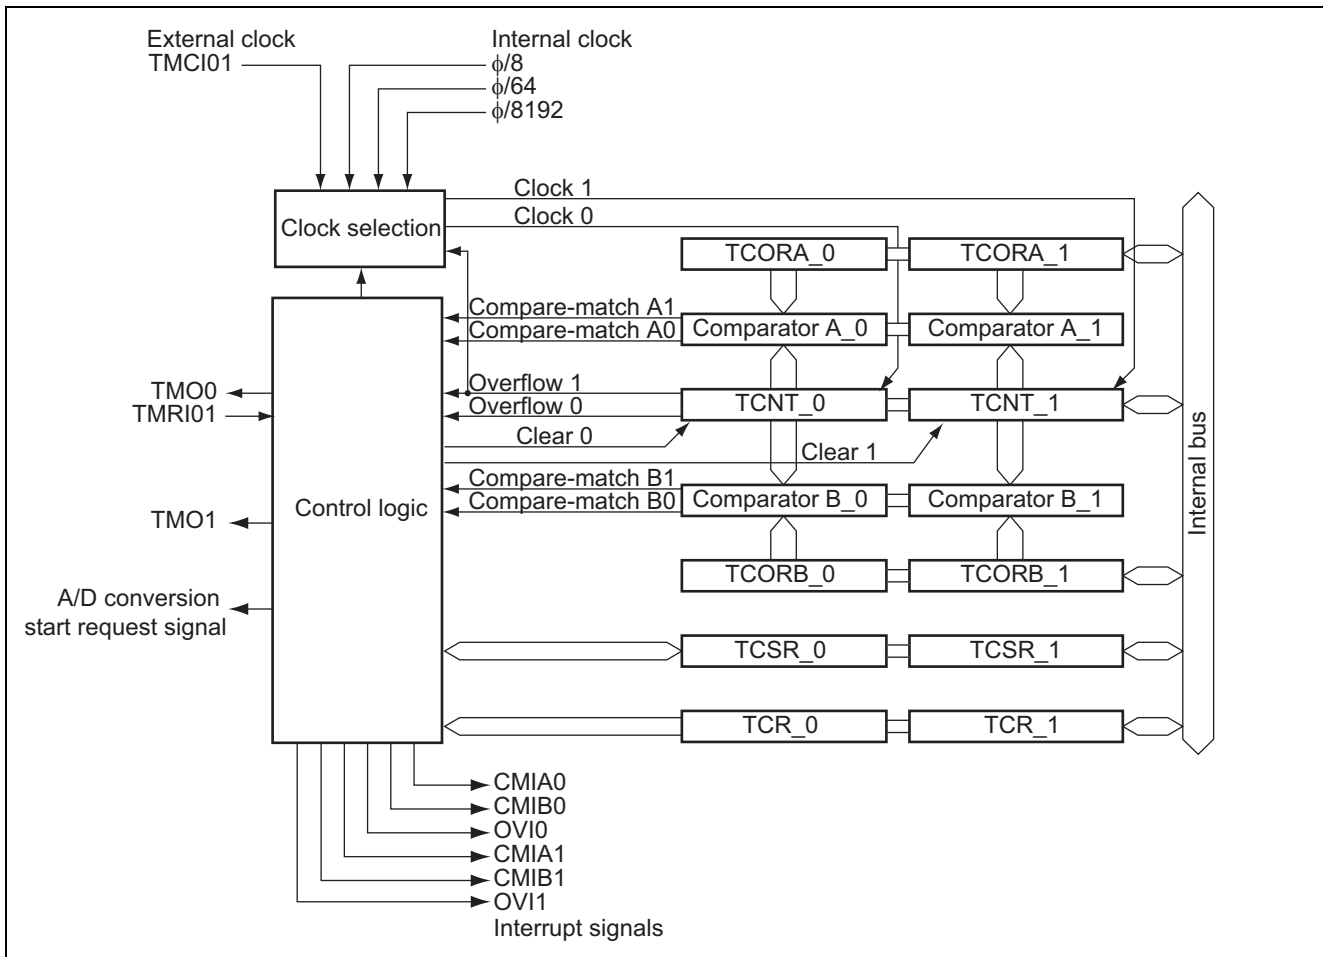 External clock
TMCI01
Internal clock
ϕ/8
ϕ/64
ϕ/8192
Clock selection
Clock 1
Clock 0
TCORA_0
TCORA_1
Compare-match A1
Compare-match A0
Comparator A_0
Comparator A_1
TMO0
TMRI01
Overflow 1
Overflow 0
TCNT_0
TCNT_1
Clear 0
Clear 1
Control logic
Compare-match B1
Compare-match B0
Comparator B_0
Comparator B_1
Internal bus
TMO1
TCORB_0
TCORB_1
A/D conversion
start request signal
TCSR_0
TCSR_1
TCR_0
TCR_1
CMIA0
CMIB0
OVI0
CMIA1
CMIB1
OVI1
Interrupt signals